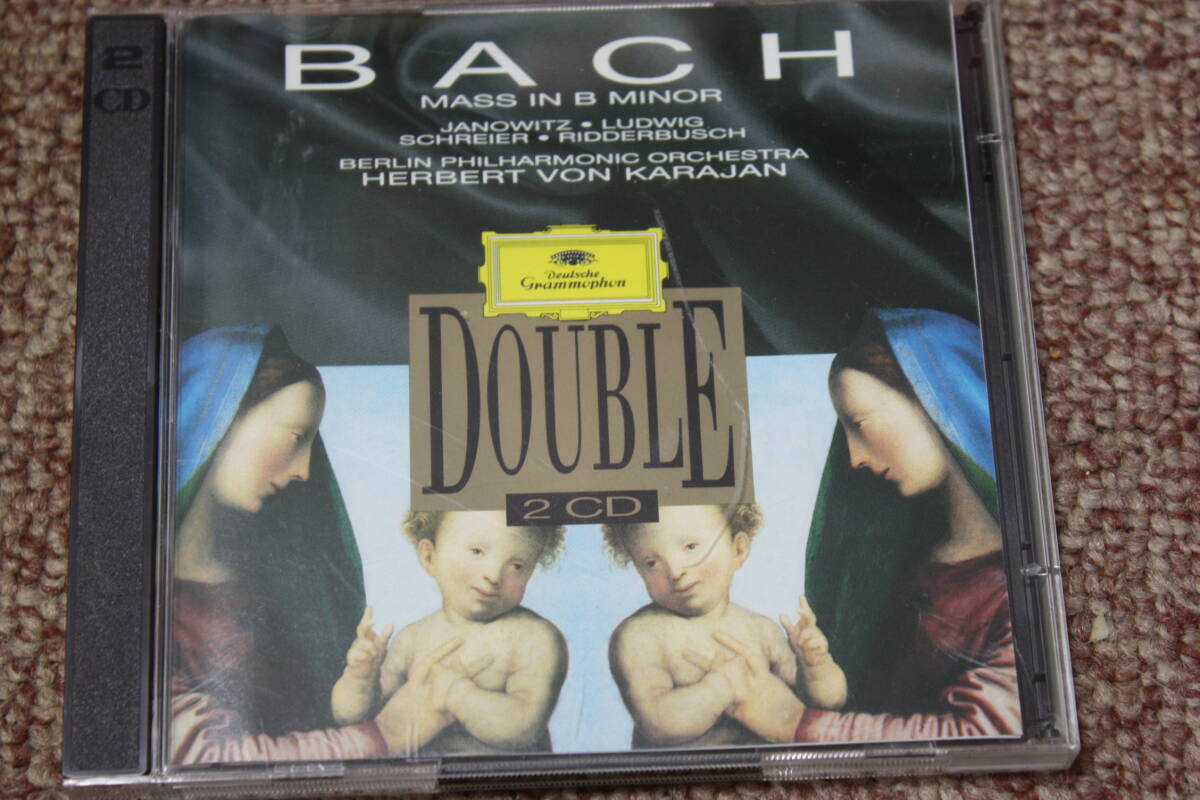 2
CD
BACH
MASS IN B MINOR
JANOWITZ • LUDWIG
SCHREIER • RIDDERBUSCH
BERLIN PHILHARMONIC ORCHESTRA
HERBERT VON KARAJAN
Deutsche
Grammophon
DOUBLE
2 CD